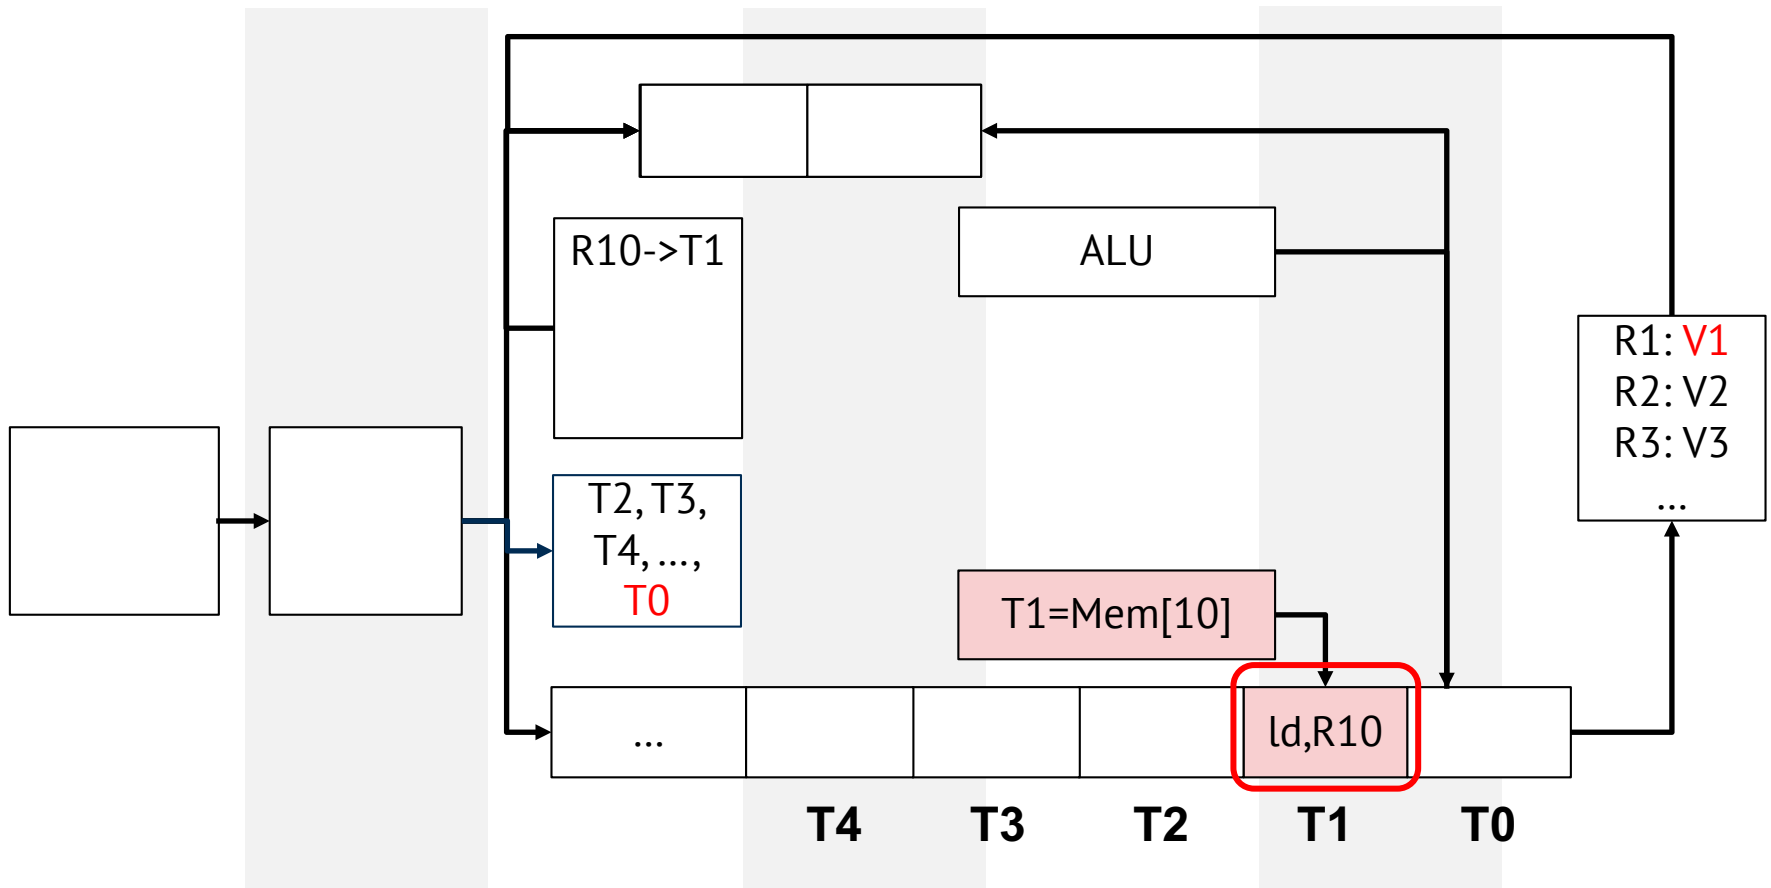 R10->T1
ALU
R1: V1
R2: V2
R3: V3
...
T2, T3,
T4, ...,
T0
T1=Mem[10]
...
ld,R10
T4
T3
T2
T1
T0